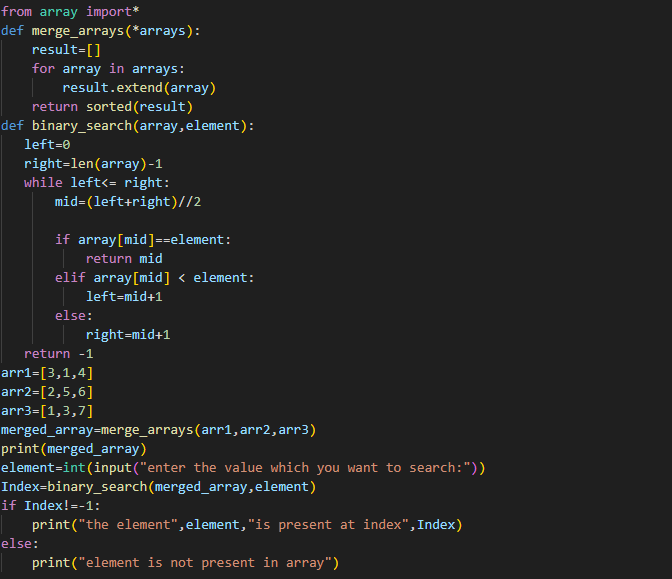 from array import*
def merge_arrays(*arrays):
    result=[]
    for array in arrays:
        result.extend(array)
    return sorted(result)
def binary_search(array,element):
   left=0
   right=len(array)-1
   while left<= right:
       mid=(left+right)//2

       if array[mid]==element:
           return mid
       elif array[mid] < element:
           left=mid+1
       else:
           right=mid+1
   return -1
arr1=[3,1,4]
arr2=[2,5,6]
arr3=[1,3,7]
merged_array=merge_arrays(arr1,arr2,arr3)
print(merged_array)
element=int(input("enter the value which you want to search:"))
Index=binary_search(merged_array,element)
if Index!=-1:
    print("the element",element,"is present at index",Index)
else:
    print("element is not present in array")